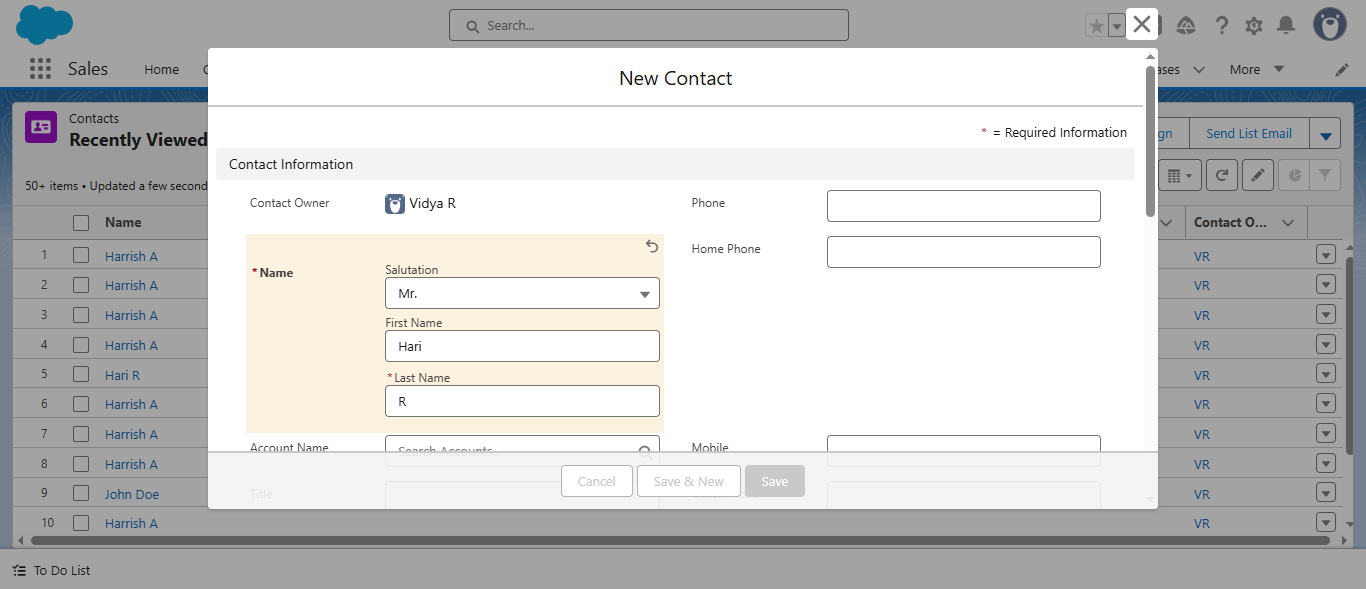 Search...
Sales
Home
More
New Contact
* = Required Information
Contacts
Recently Viewed
Send List Email
50+ items • Updated a few second
Contact Information
Contact Owner
Vidya R
Phone
Home Phone
* Name
Salutation
Mr.
First Name
Hari
* Last Name
R
Account Name
Search Accounts
Mobile
Title
Cancel
Save & New
Save
Name
Contact O...
1 Harrish A VR
2 Harrish A VR
3 Harrish A VR
4 Harrish A VR
5 Hari R VR
6 Harrish A VR
7 Harrish A VR
8 Harrish A VR
9 John Doe VR
10 Harrish A VR
To Do List